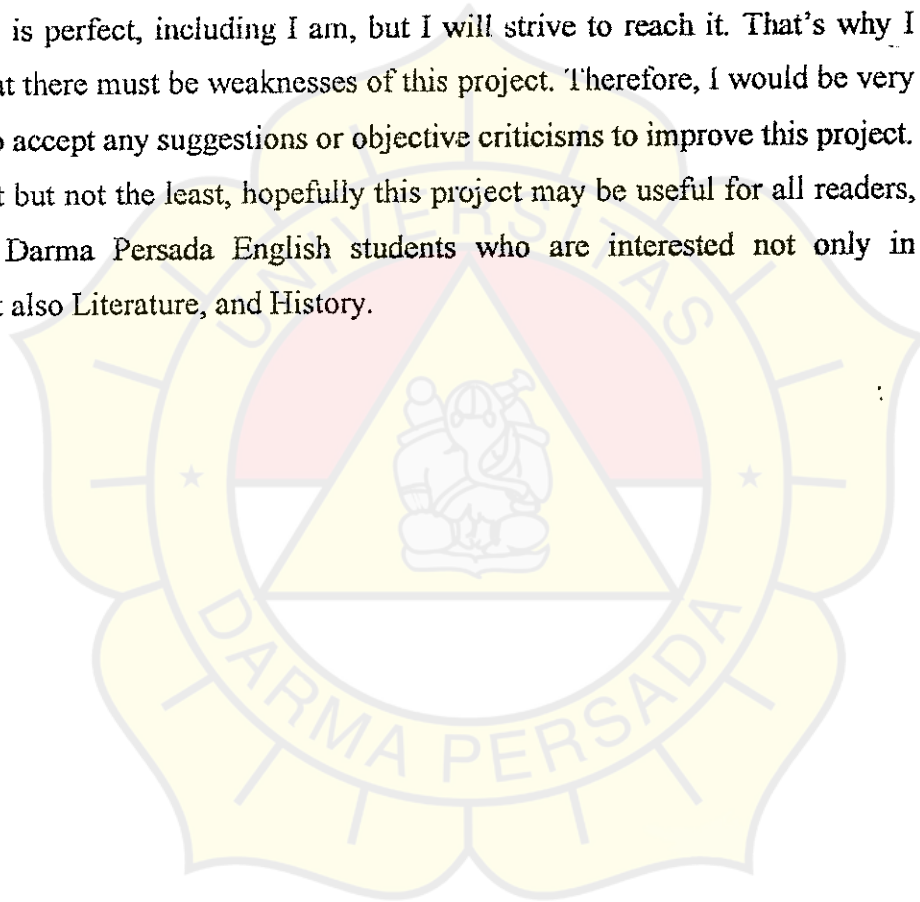 is perfect, including I am, but I will strive to reach it. That's why I
there must be weaknesses of this project. Therefore, I would be very
accept any suggestions or objective criticisms to improve this project.
but not the least, hopefully this project may be useful for all readers,
Darma Persada English students who are interested not only in
also Literature, and History.
UNIVERSITAS
DARMA PERSADA